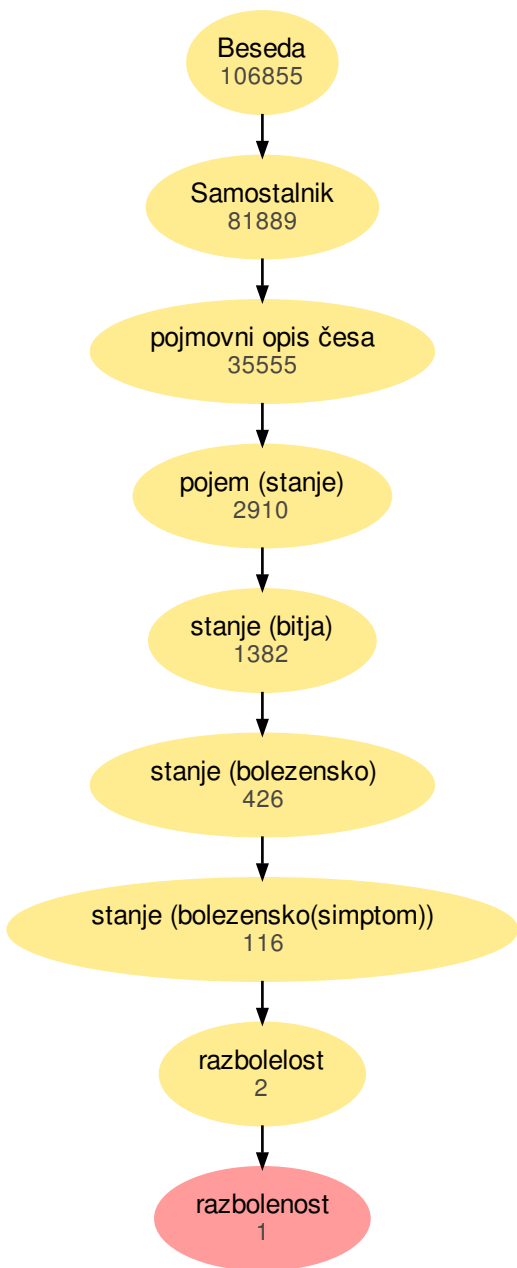 Beseda
106855
Samostalnik
81889
pojmovni opis česa
35555
pojem (stanje)
2910
stanje (bitja)
1382
stanje (bolezensko)
426
stanje (bolezensko(simptom))
116
razbolelost
2
razbolenost
1